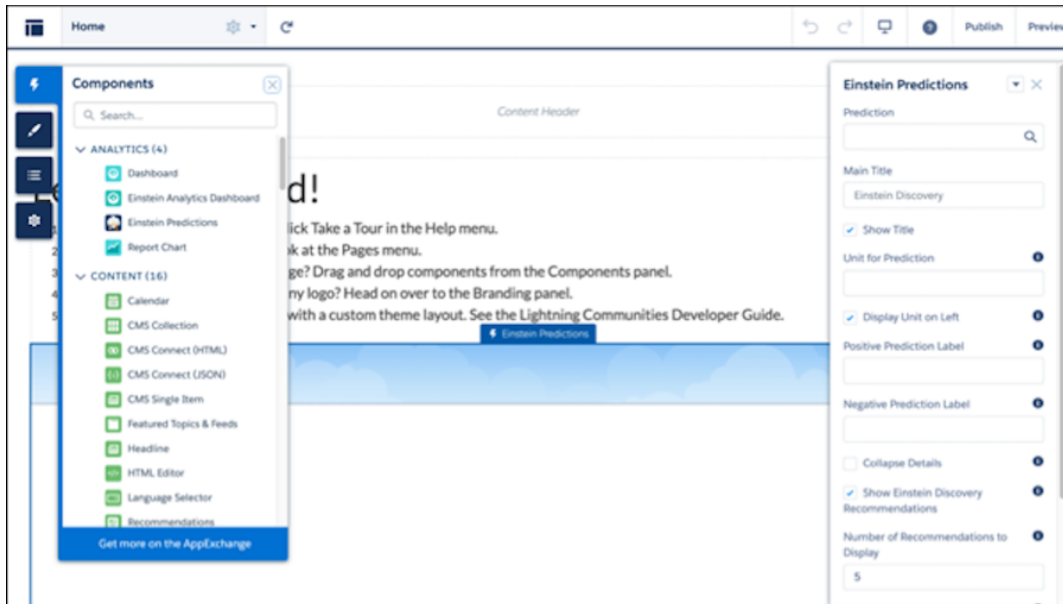 Home
Publish
Preview
Components
Search...
ANALYTICS (4)
Dashboard
Einstein Analytics Dashboard
Einstein Predictions
Report Chart
CONTENT (16)
Calendar
CMS Collection
CMS Connect (HTML)
CMS Connect (JSON)
CMS Single Item
Featured Topics & Feeds
Headline
HTML Editor
Language Selector
Recommendations
Get more on the AppExchange
Content Header
d!
lick Take a Tour in the Help menu.
ok at the Pages menu.
ge? Drag and drop components from the Components panel.
ny logo? Head on over to the Branding panel.
with a custom theme layout. See the Lightning Communities Developer Guide.
Einstein Predictions
Einstein Predictions
Prediction
Main Title
Einstein Discovery
Show Title
Unit for Prediction
Display Unit on Left
Positive Prediction Label
Negative Prediction Label
Collapse Details
Show Einstein Discovery
Recommendations
Number of Recommendations to
Display
5